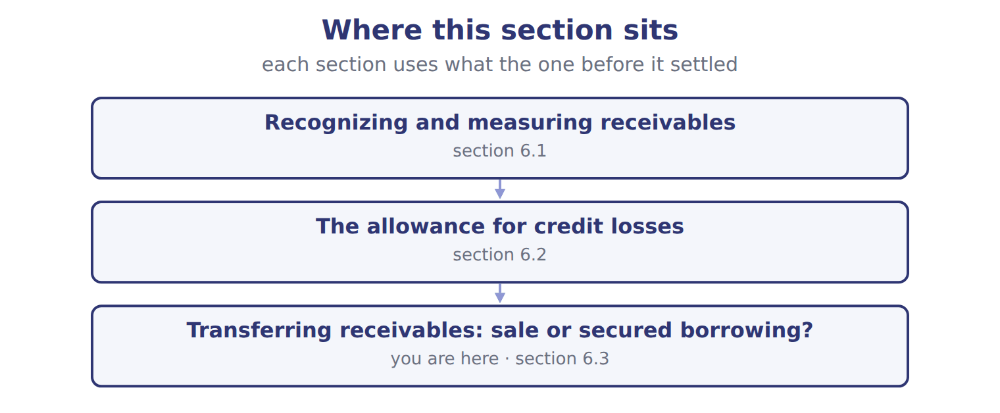 Where this section sits
each section uses what the one before it settled
Recognizing and measuring receivables
section 6.1
The allowance for credit losses
section 6.2
Transferring receivables: sale or secured borrowing?
you are here · section 6.3